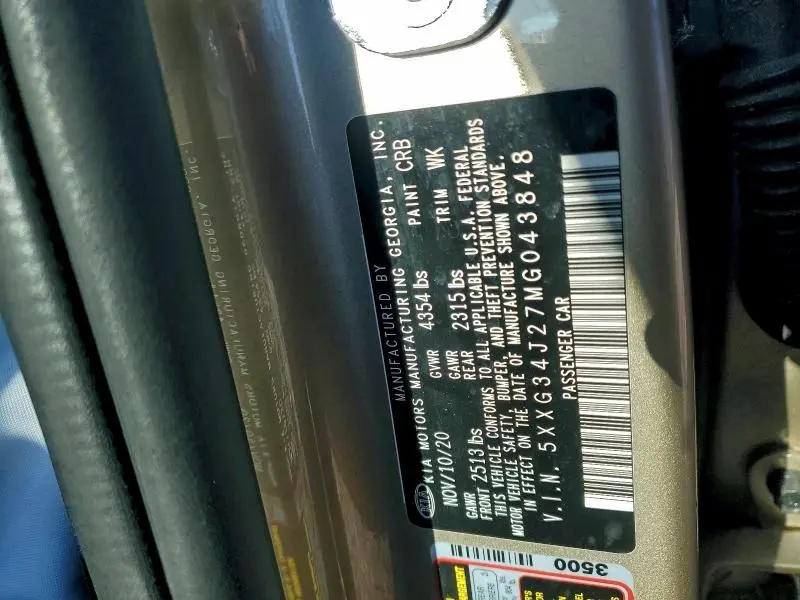 MANUFACTURED BY
KIA KIA MOTORS MANUFACTURING GEORGIA, INC.
NOV/10/20 GVWR 4354 lbs PAINT CRB
GAWR FRONT 2513 lbs GAWR REAR 2315 lbs TRIM WK
THIS VEHICLE CONFORMS TO ALL APPLICABLE U.S.A. FEDERAL
MOTOR VEHICLE SAFETY, BUMPER, AND THEFT PREVENTION STANDARDS
IN EFFECT ON THE DATE OF MANUFACTURE SHOWN ABOVE.
V.I.N. 5XXG34J27MG043848
PASSENGER CAR
3500